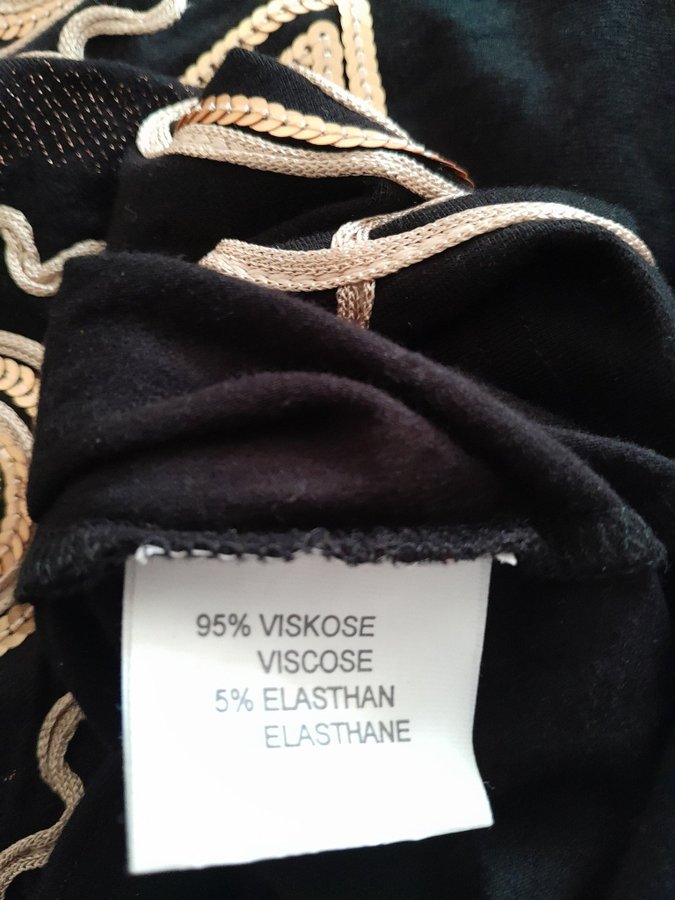 95% VISKOSE
VISCOSE
5% ELASTHAN
ELASTHANE